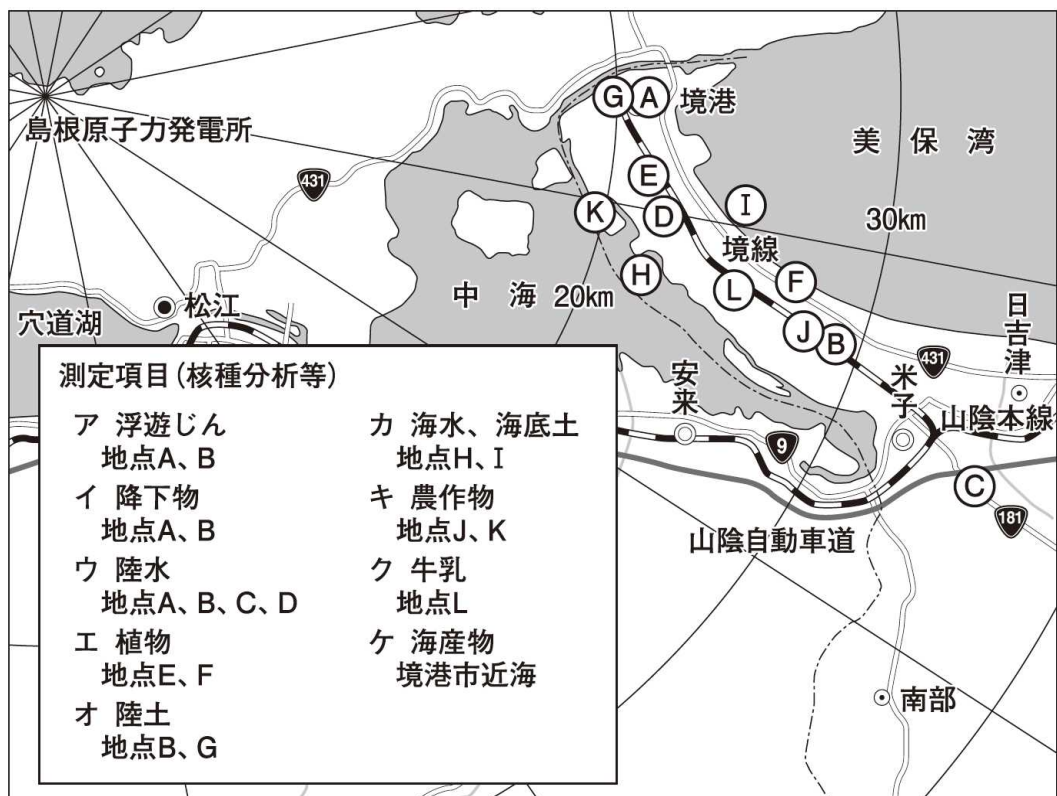 G
A
境港
島根原子力発電所
美保湾
431
E
I
K
D
30km
境線
F
H
L
中海
20km
松江
宍道湖
J
B
日吉津
431
米子
安来
山陰本線
9
C
181
山陰自動車道
南部
測定項目(核種分析等)
ア 浮遊じん
地点A、B
イ 降下物
地点A、B
ウ 陸水
地点A、B、C、D
エ 植物
地点E、F
オ 陸土
地点B、G
カ 海水、海底土
地点H、I
キ 農作物
地点J、K
ク 牛乳
地点L
ケ 海産物
境港市近海